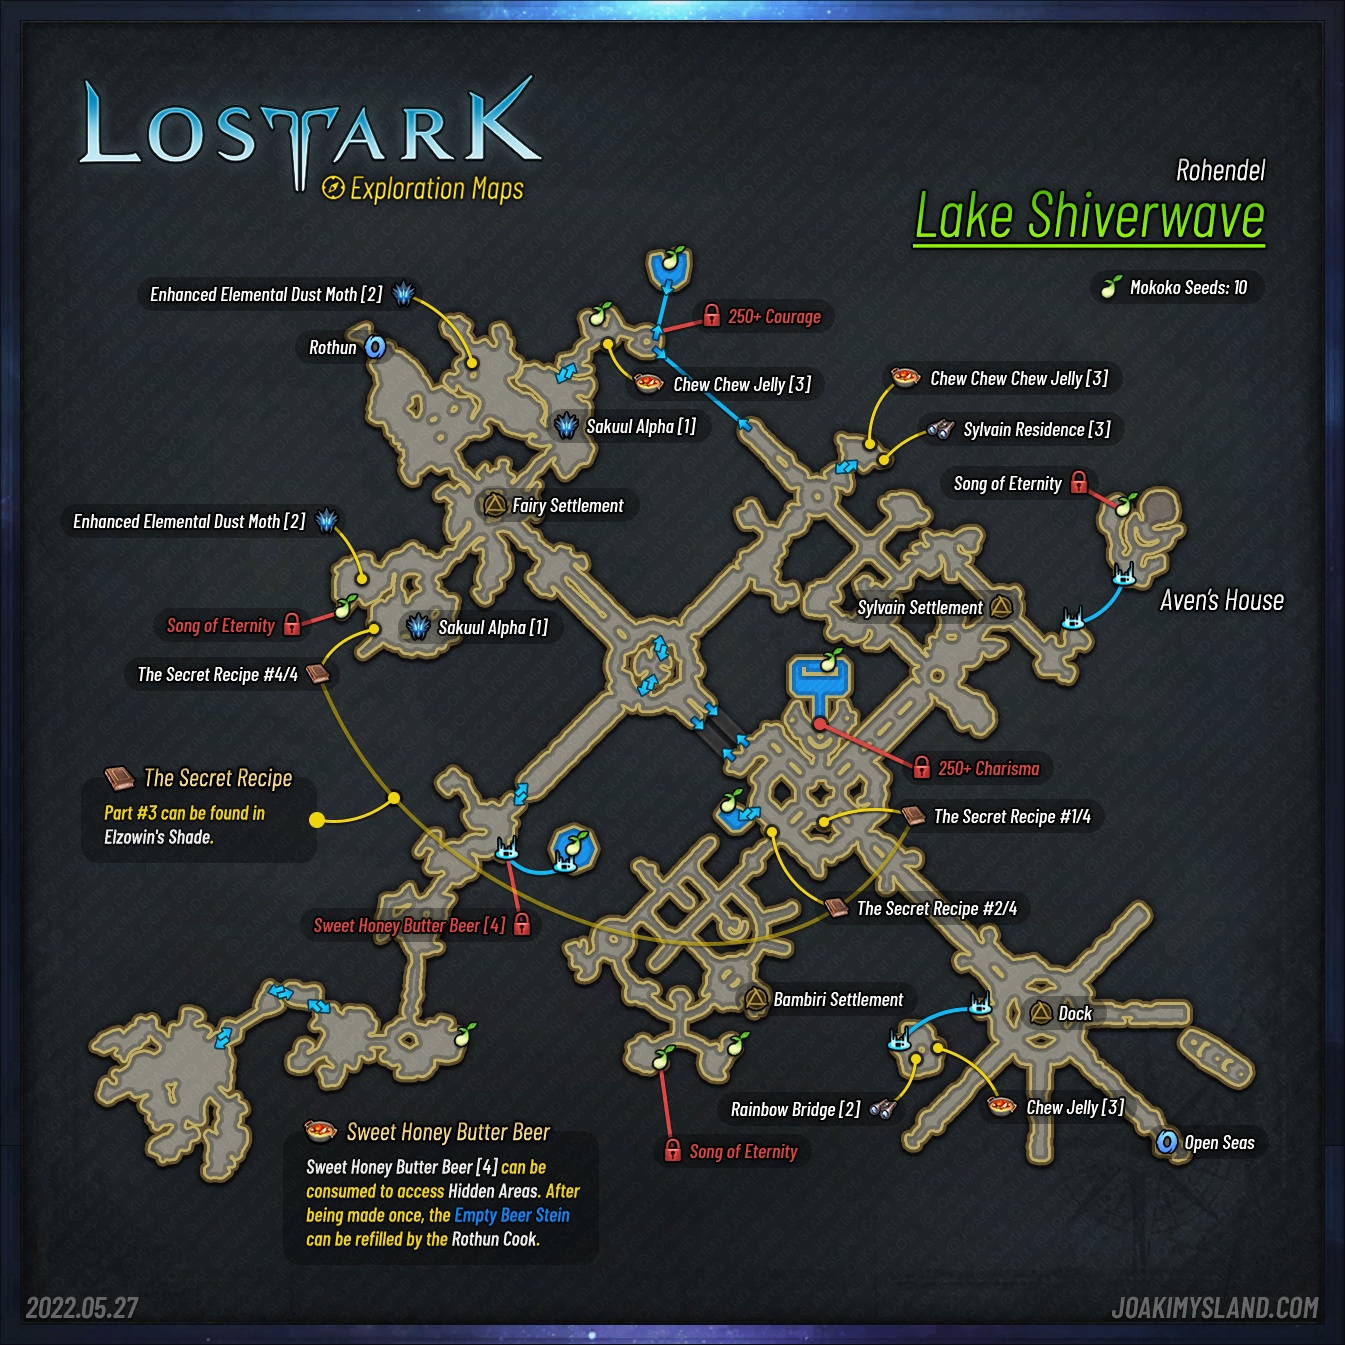 LOSTARK
Exploration Maps
Rohendel
Lake Shiverwave
Mokoko Seeds: 10
Enhanced Elemental Dust Moth [2]
250+ Courage
Rothun
Chew Chew Jelly [3]
Chew Chew Chew Jelly [3]
Sakuul Alpha [1]
Sylvain Residence [3]
Song of Eternity
Fairy Settlement
Enhanced Elemental Dust Moth [2]
Aven's House
Sylvain Settlement
Song of Eternity
Sakuul Alpha [1]
The Secret Recipe #4/4
250+ Charisma
The Secret Recipe
Part #3 can be found in
Elzowin's Shade.
The Secret Recipe #1/4
The Secret Recipe #2/4
Sweet Honey Butter Beer [4]
Bambiri Settlement
Dock
Rainbow Bridge [2]
Chew Jelly [3]
Open Seas
Song of Eternity
Sweet Honey Butter Beer
Sweet Honey Butter Beer [4] can be
consumed to access Hidden Areas. After
being made once, the Empty Beer Stein
can be refilled by the Rothun Cook.
2022.05.27
JOAKIMYSLAND.COM